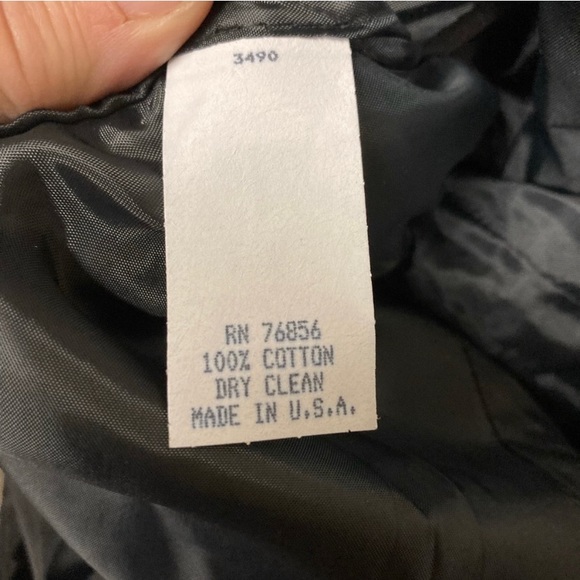 3490
RN 76856
100% COTTON
DRY CLEAN
MADE IN U.S.A.